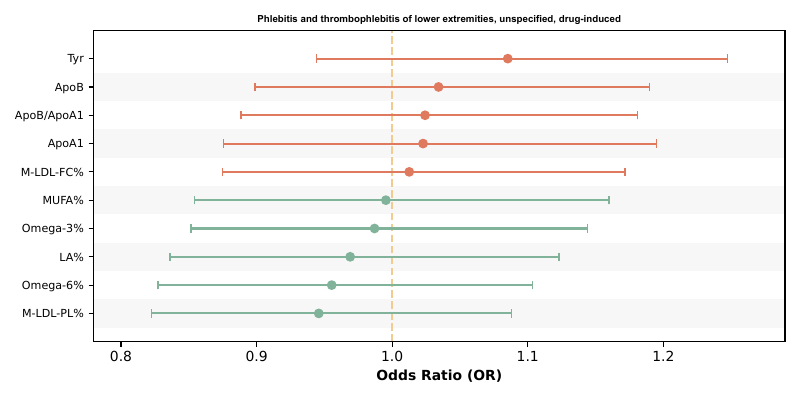 Phlebitis and thrombophlebitis of lower extremities, unspecified, drug-induced
Tyr
ApoB
ApoB/ApoA1
ApoA1
M-LDL-FC%
MUFA%
Omega-3%
LA%
Omega-6%
M-LDL-PL%
0.8 0.9 1.0 1.1 1.2
Odds Ratio (OR)